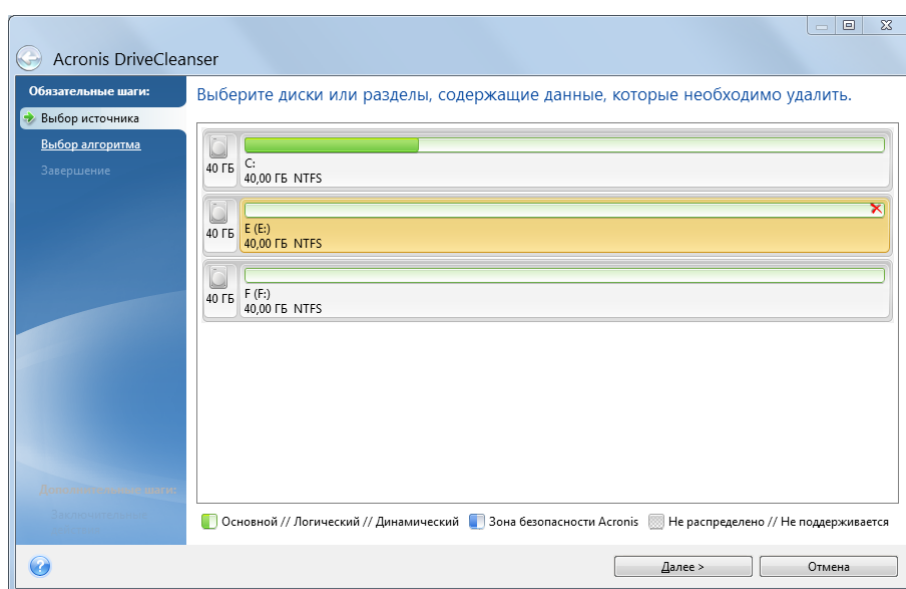 Acronis DriveCleanser
Обязательные шаги:
Выбор источника
Выбор алгоритма
Завершение
Выберите диски или разделы, содержащие данные, которые необходимо удалить.
40 ГБ
C:
40,00 ГБ NTFS
40 ГБ
E (E:)
40,00 ГБ NTFS
40 ГБ
F (F:)
40,00 ГБ NTFS
шаги:
Основной // Логический // Динамический Зона безопасности Acronis Не распределено // Не поддерживается
Далее > Отмена